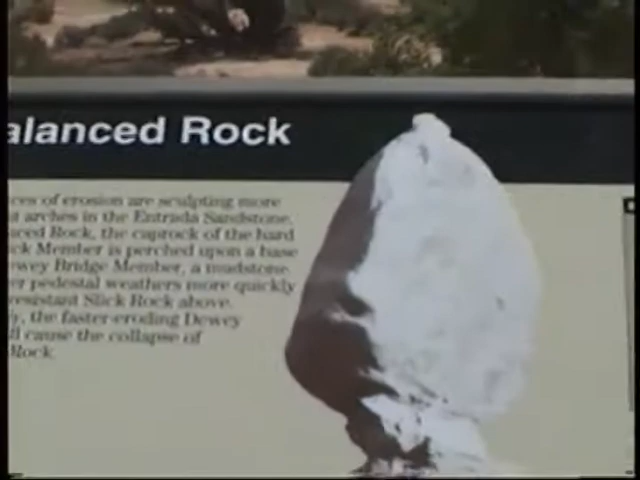 alanced Rock
ces of erosion are sculpting more
t arches in the Entrada Sandstone.
ced Rock, the caprock of the hard
ck Member is perched upon a base
wey Bridge Member, a mudstone.
er pedestal weathers more quickly
resistant Slick Rock above.
y, the faster-eroding Dewey
ll cause the collapse of
Rock.